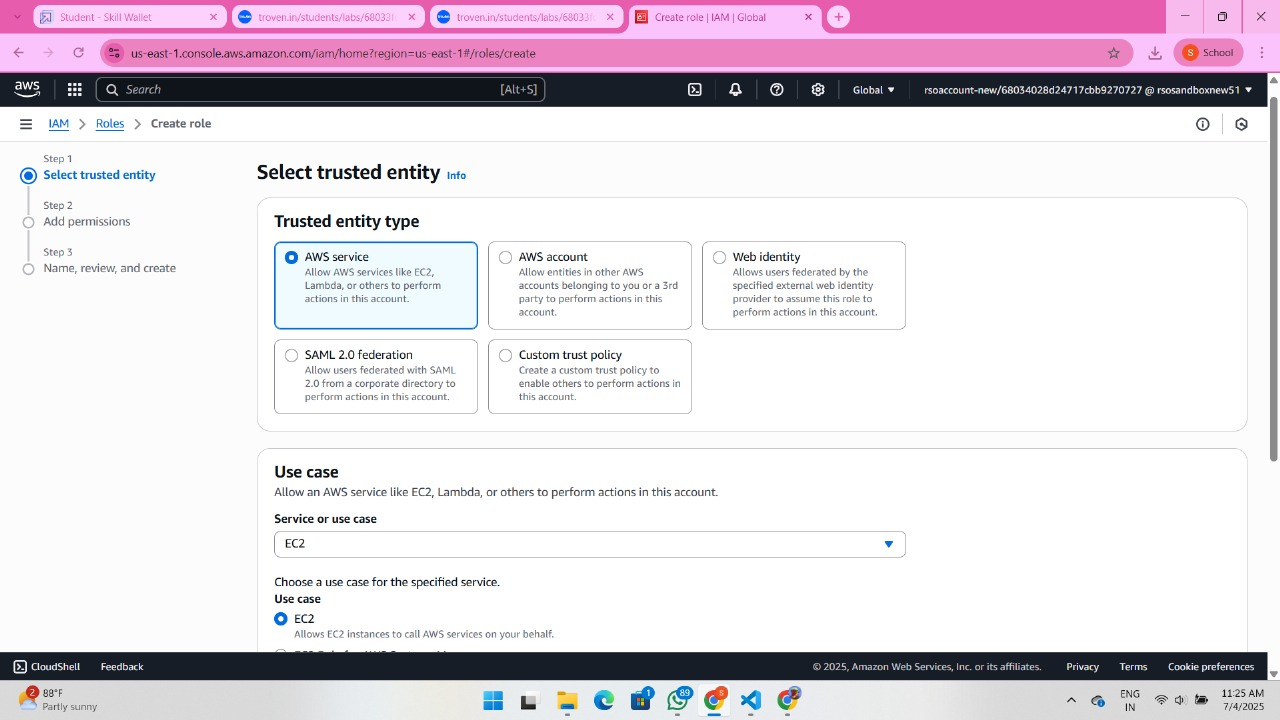 Student - Skill Wallet
troven.in/students/labs/68033f
troven.in/students/labs/68033f
Create role | IAM | Global
us-east-1.console.aws.amazon.com/iam/home?region=us-east-1#/roles/create
S School
aws
Search [Alt+S]
Global
rsoaccount-new/68034028d24717cbb9270727 @ rsosandboxnew51
IAM
Roles
Create role
Step 1
Select trusted entity
Step 2
Add permissions
Step 3
Name, review, and create
Select trusted entity Info
Trusted entity type
AWS service
Allow AWS services like EC2,
Lambda, or others to perform
actions in this account.
AWS account
Allow entities in other AWS
accounts belonging to you or a 3rd
party to perform actions in this
account.
Web identity
Allows users federated by the
specified external web identity
provider to assume this role to
perform actions in this account.
SAML 2.0 federation
Allow users federated with SAML
2.0 from a corporate directory to
perform actions in this account.
Custom trust policy
Create a custom trust policy to
enable others to perform actions in
this account.
Use case
Allow an AWS service like EC2, Lambda, or others to perform actions in this account.
Service or use case
EC2
Choose a use case for the specified service.
Use case
EC2
Allows EC2 instances to call AWS services on your behalf.
CloudShell
Feedback
© 2025, Amazon Web Services, Inc. or its affiliates.
Privacy
Terms
Cookie preferences
2
88°F
Partly sunny
1
89
S
ENG
IN
11:25 AM
7/4/2025